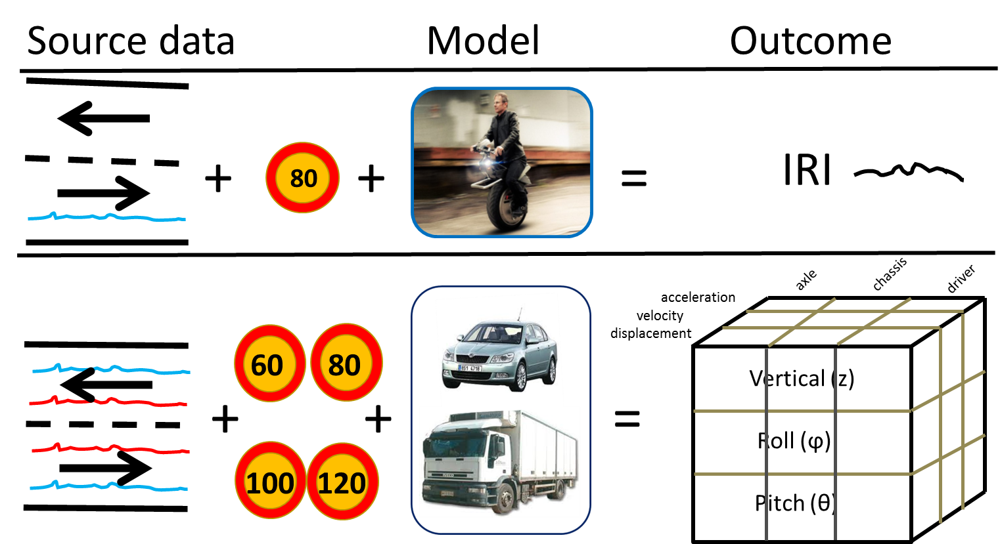 Source data
Model
Outcome
80
+
+
=
IRI
acceleration
velocity
displacement
axle
chassis
driver
60
80
100
120
+
+
=
Vertical (z)
Roll (φ)
Pitch (θ)